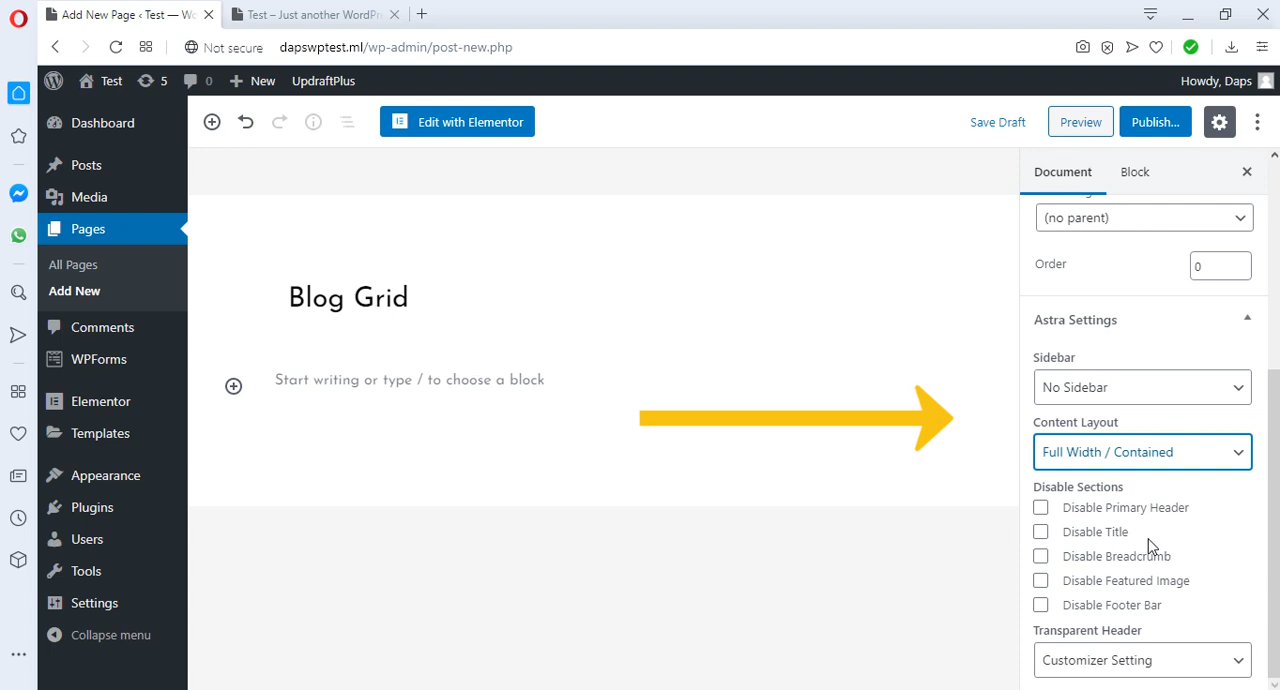 Add New Page ‹ Test — Wo
Test – Just another WordPr
Not secure
dapswptest.ml/wp-admin/post-new.php
Test
5
0
New
UpdraftPlus
Howdy, Daps
Dashboard
Posts
Media
Pages
All Pages
Add New
Comments
WPForms
Elementor
Templates
Appearance
Plugins
Users
Tools
Settings
Collapse menu
Edit with Elementor
Save Draft
Preview
Publish...
Blog Grid
Start writing or type / to choose a block
Document
Block
(no parent)
Order
0
Astra Settings
Sidebar
No Sidebar
Content Layout
Full Width / Contained
Disable Sections
Disable Primary Header
Disable Title
Disable Breadcrumb
Disable Featured Image
Disable Footer Bar
Transparent Header
Customizer Setting